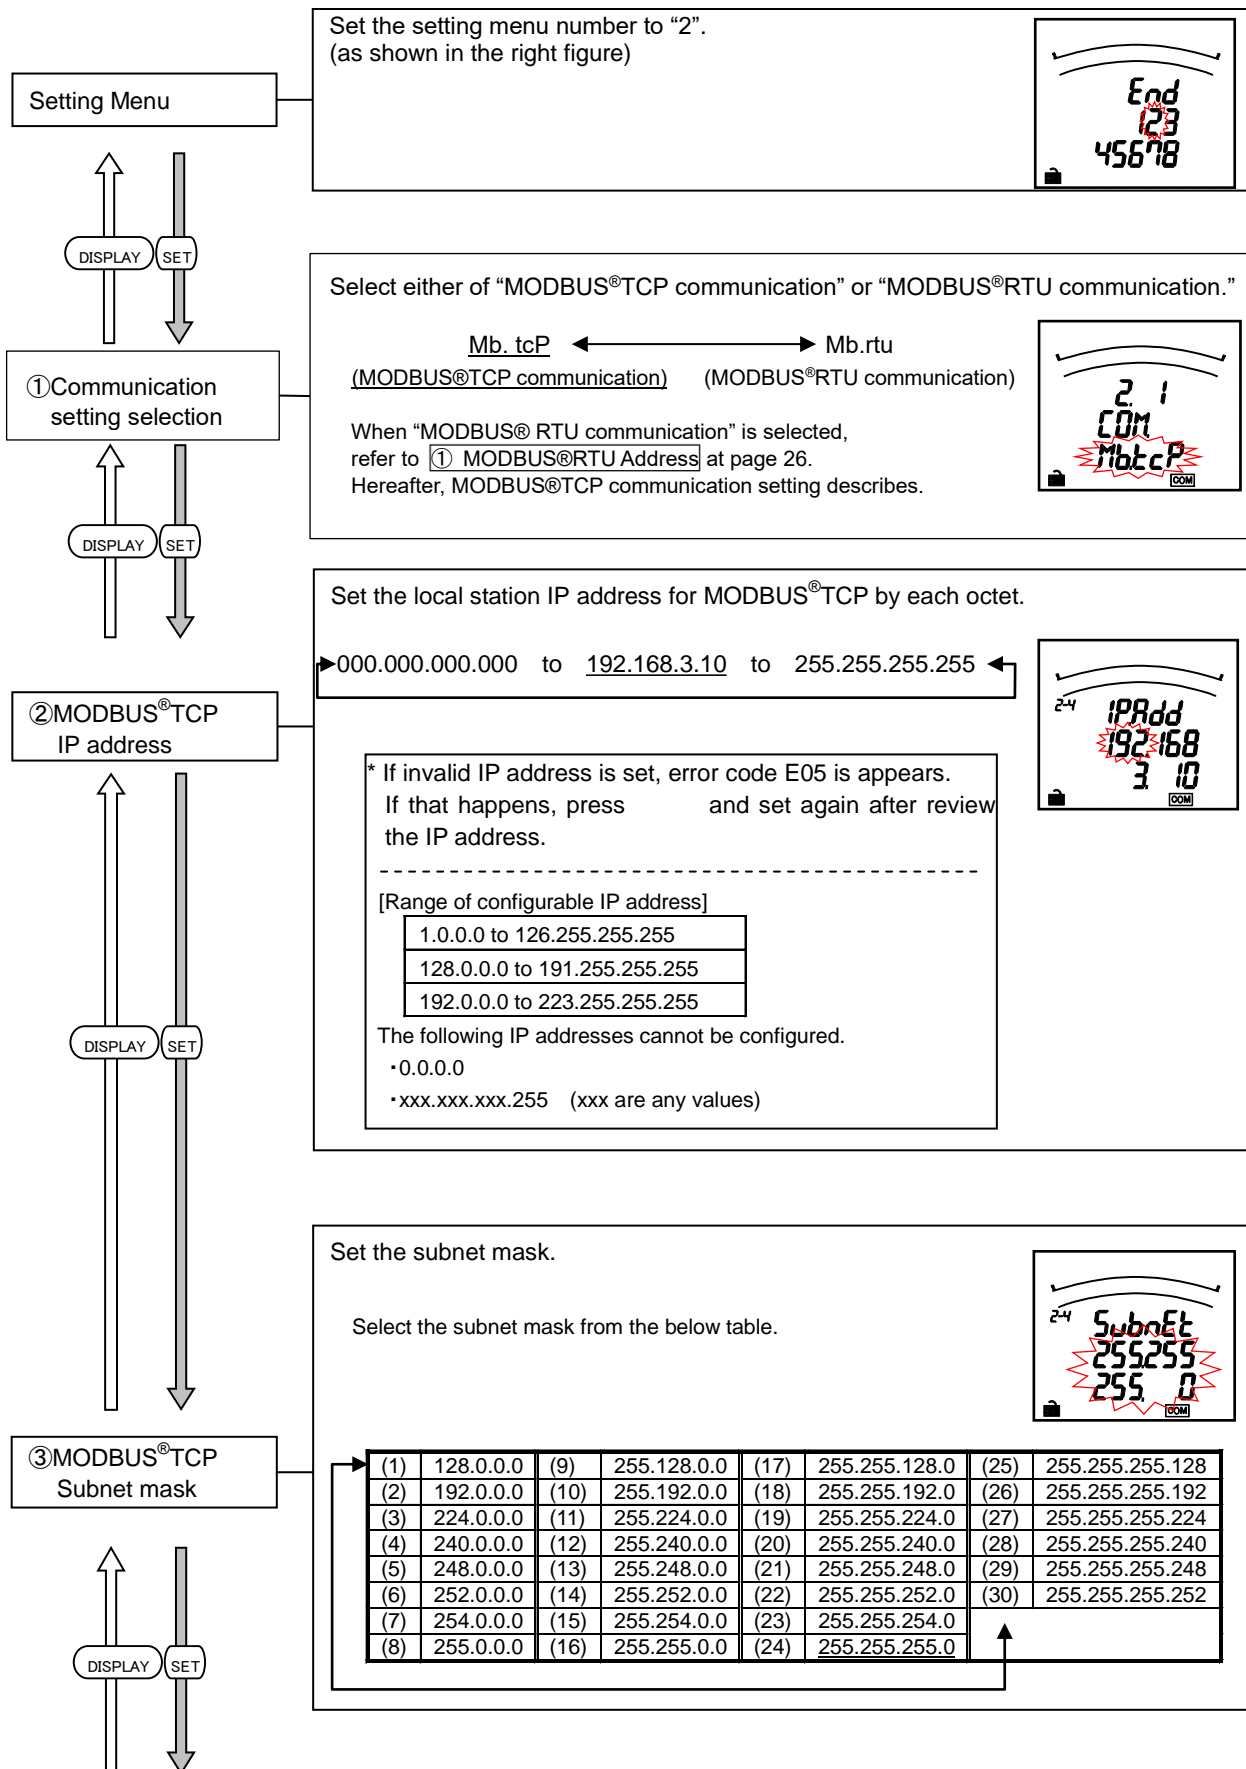 Set the setting menu number to “2”.
(as shown in the right figure)
Setting Menu
End
123
45678
DISPLAY SET
Select either of “MODBUS®TCP communication” or “MODBUS®RTU communication.”
Mb. tcP Mb.rtu
(MODBUS®TCP communication) (MODBUS®RTU communication)
①Communication
setting selection
When “MODBUS® RTU communication” is selected,
refer to ① MODBUS®RTU Address at page 26.
Hereafter, MODBUS®TCP communication setting describes.
2. 1
COM.
Mb.tcP
COM
DISPLAY SET
Set the local station IP address for MODBUS®TCP by each octet.
000.000.000.000 to 192.168.3.10 to 255.255.255.255
②MODBUS®TCP
IP address
2-4 IPAdd
192.168
3. 10
COM
* If invalid IP address is set, error code E05 is appears.
If that happens, press and set again after review
the IP address.
[Range of configurable IP address]
1.0.0.0 to 126.255.255.255
128.0.0.0 to 191.255.255.255
192.0.0.0 to 223.255.255.255
The following IP addresses cannot be configured.
・0.0.0.0
・xxx.xxx.xxx.255 (xxx are any values)
DISPLAY SET
Set the subnet mask.
Select the subnet mask from the below table.
2-4 SubnEt
255.255
255. 0
COM
③MODBUS®TCP
Subnet mask
(1) 128.0.0.0 (9) 255.128.0.0 (17) 255.255.128.0 (25) 255.255.255.128
(2) 192.0.0.0 (10) 255.192.0.0 (18) 255.255.192.0 (26) 255.255.255.192
(3) 224.0.0.0 (11) 255.224.0.0 (19) 255.255.224.0 (27) 255.255.255.224
(4) 240.0.0.0 (12) 255.240.0.0 (20) 255.255.240.0 (28) 255.255.255.240
(5) 248.0.0.0 (13) 255.248.0.0 (21) 255.255.248.0 (29) 255.255.255.248
(6) 252.0.0.0 (14) 255.252.0.0 (22) 255.255.252.0 (30) 255.255.255.252
(7) 254.0.0.0 (15) 255.254.0.0 (23) 255.255.254.0
(8) 255.0.0.0 (16) 255.255.0.0 (24) 255.255.255.0
DISPLAY SET